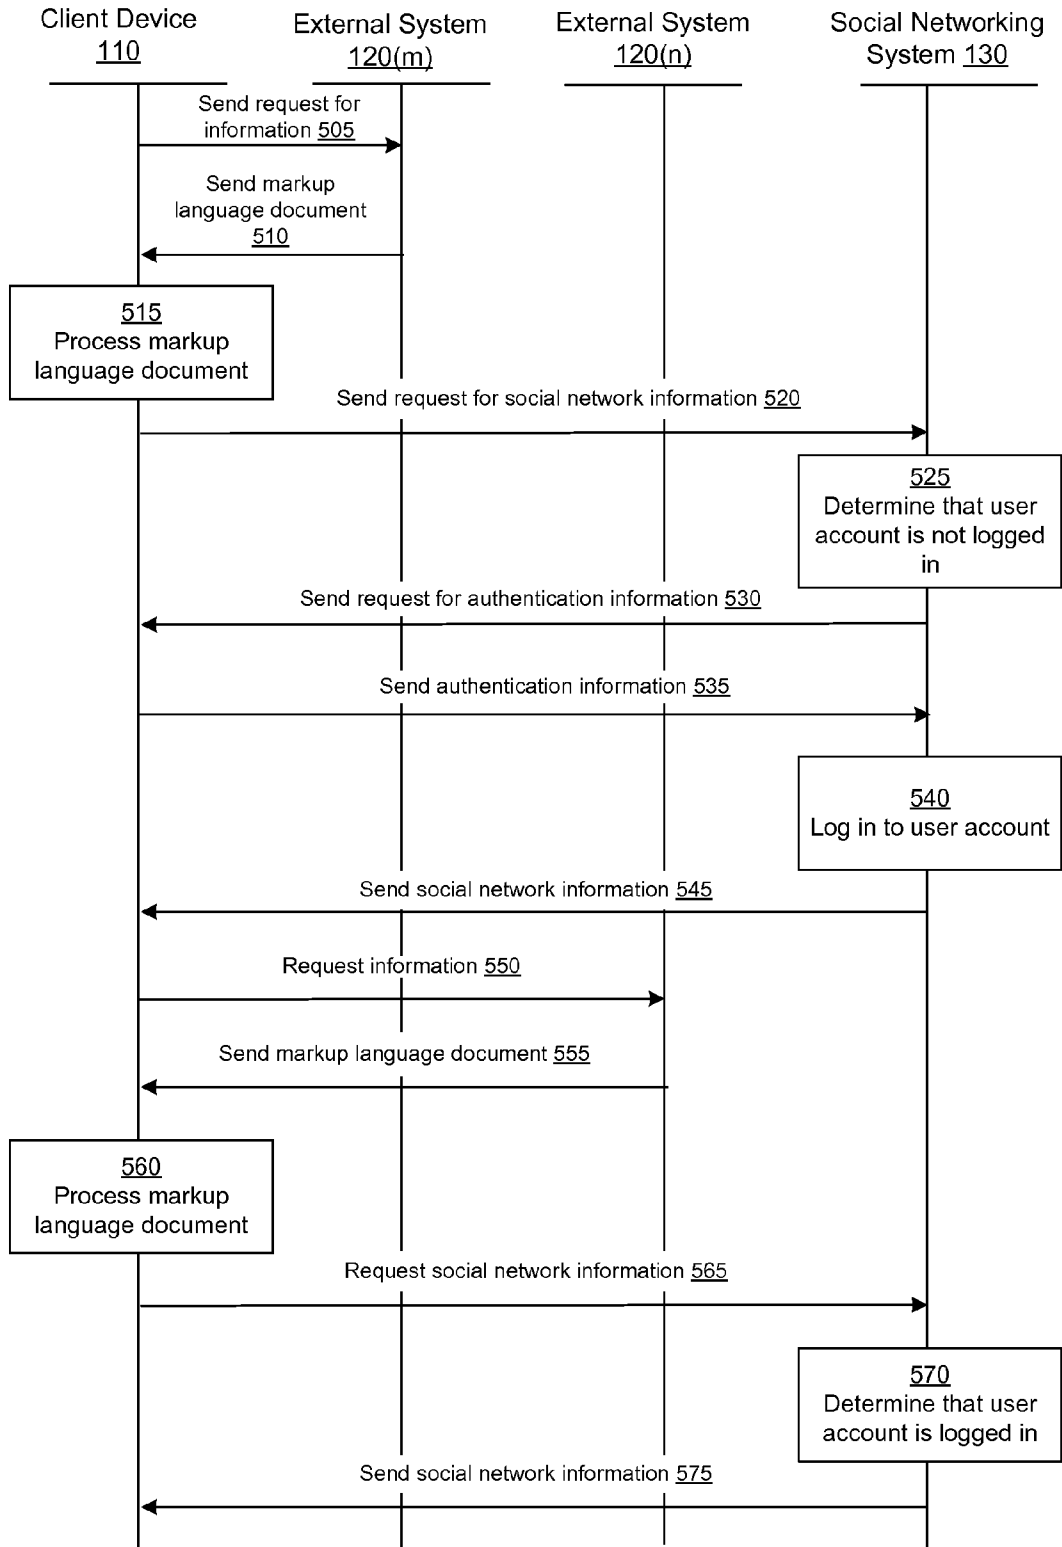 Client Device
110
External System
120(m)
External System
120(n)
Social Networking
System 130
Send request for
information 505
Send markup
language document
510
515
Process markup
language document
Send request for social network information 520
525
Determine that user
account is not logged
in
Send request for authentication information 530
Send authentication information 535
540
Log in to user account
Send social network information 545
Request information 550
Send markup language document 555
560
Process markup
language document
Request social network information 565
570
Determine that user
account is logged in
Send social network information 575